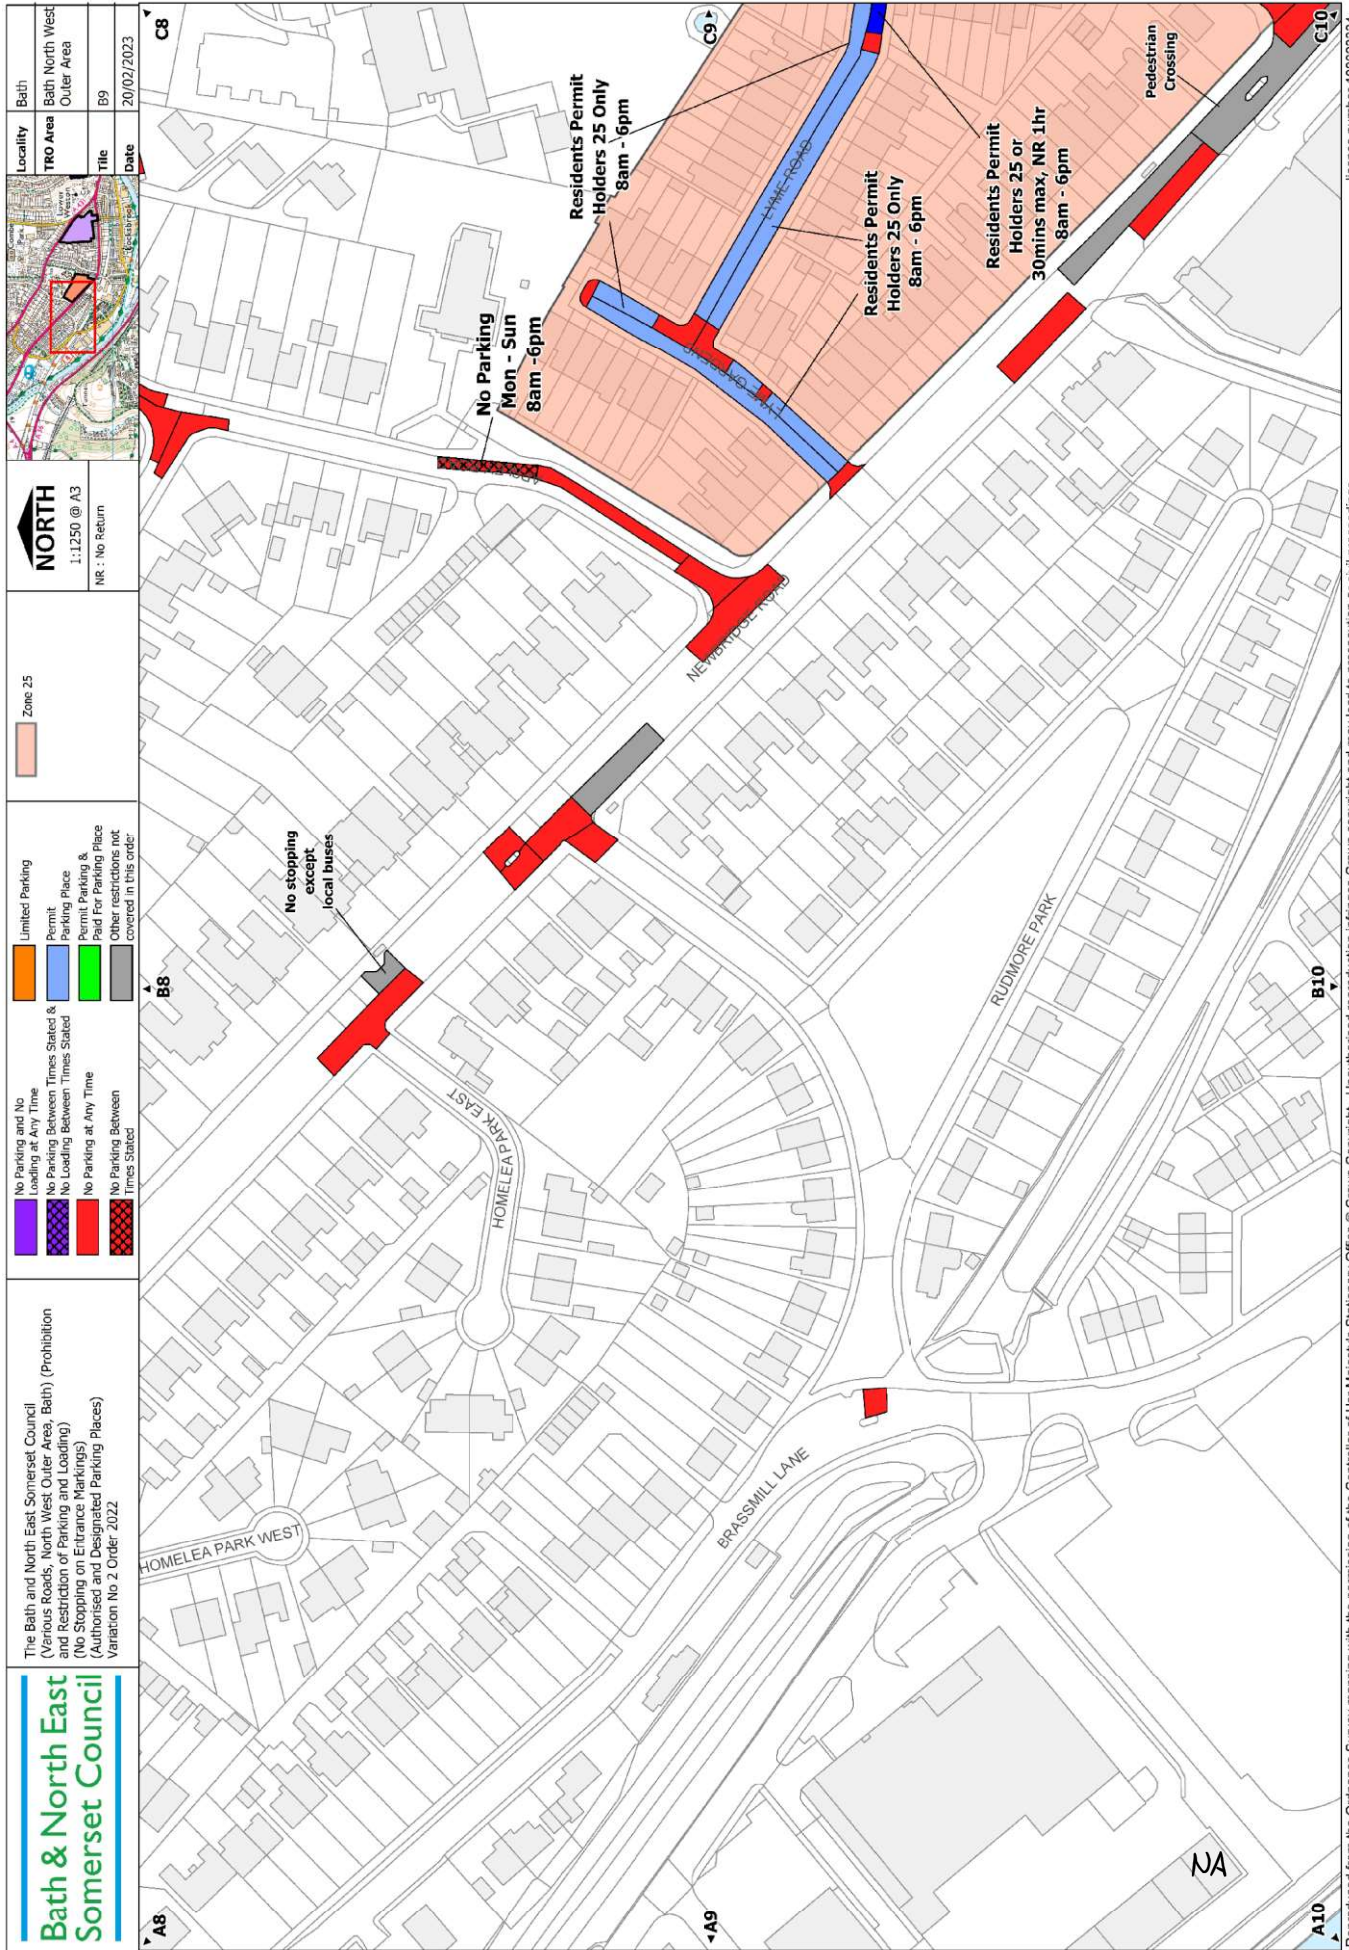 Bath & North East
Somerset Council
The Bath and North East Somerset Council
(Various Roads, North West Outer Area, Bath) (Prohibition
and Restriction of Parking and Loading)
(No Stopping on Entrance Markings)
(Authorised and Designated Parking Places)
Variation No 2 Order 2022
No Parking and No
Loading at Any Time
No Parking Between Times Stated &
No Loading Between Times Stated
No Parking at Any Time
No Parking Between
Times Stated
Limited Parking
Permit
Parking Place
Permit Parking &
Paid For Parking Place
Other restrictions not
covered in this order
Zone 25
NORTH
1:1250 @ A3
NR : No Return
Locality
Bath
TRO Area
Bath North West
Outer Area
Tile
B9
Date
20/02/2023
A8
B8
C8
No stopping
except
local buses
No Parking
Mon - Sun
8am -6pm
Residents Permit
Holders 25 Only
8am - 6pm
HOMELEA PARK WEST
HOMELEA PARK EAST
NEWBRIDGE ROAD
LYME GARDENS
LYME ROAD
A9
C9
Residents Permit
Holders 25 Only
8am - 6pm
Residents Permit
Holders 25 or
30mins max, NR 1hr
8am - 6pm
Pedestrian
Crossing
BRASSMILL LANE
RUDMORE PARK
NA
A10
B10
C10